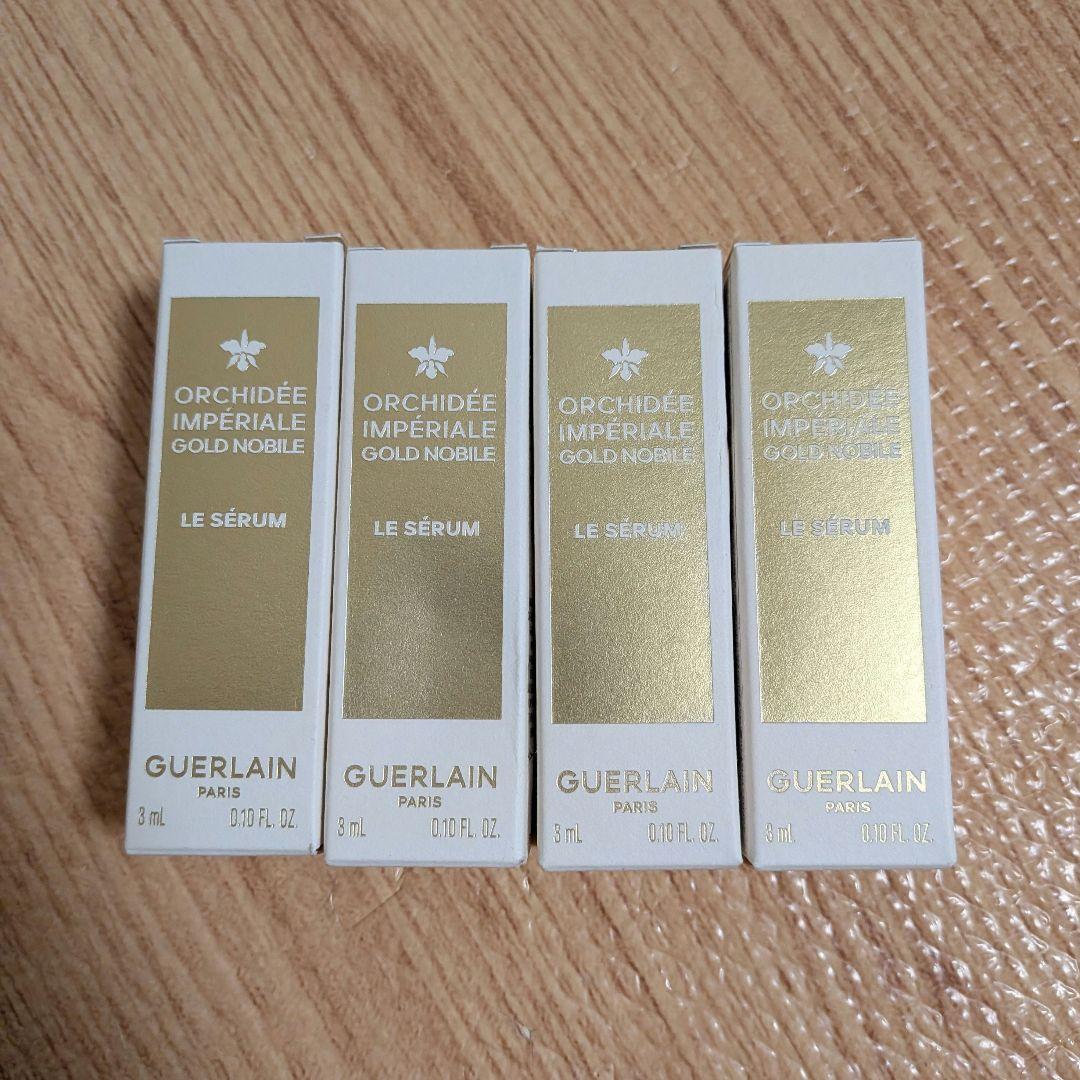 ORCHIDÉE
IMPÉRIALE
GOLD NOBILE
LE SÉRUM
GUERLAIN
PARIS
3 mL 0.10 FL. OZ.
ORCHIDÉE
IMPÉRIALE
GOLD NOBILE
LE SÉRUM
GUERLAIN
PARIS
3 mL 0.10 FL. OZ.
ORCHIDÉE
IMPÉRIALE
GOLD NOBILE
LE SÉRUM
GUERLAIN
PARIS
3 mL 0.10 FL. OZ.
ORCHIDÉE
IMPÉRIALE
GOLD NOBILE
LE SÉRUM
GUERLAIN
PARIS
3 mL 0.10 FL. OZ.